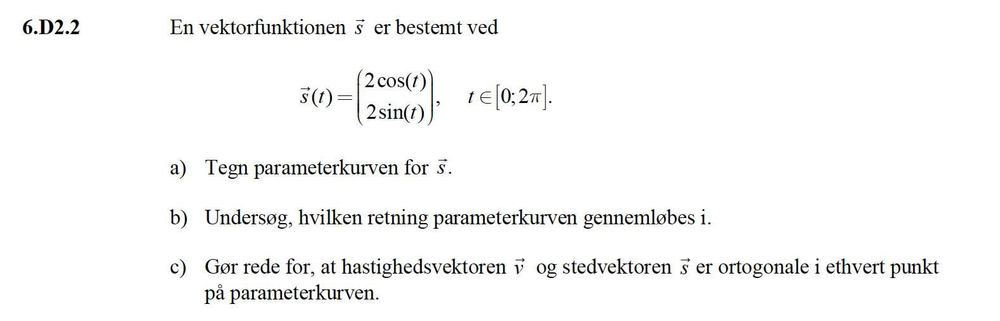 6.D2.2 En vektorfunktionen s⃗ er bestemt ved
s⃗(t) = (2cos(t) 2sin(t)), t ∈ [0; 2π].
a) Tegn parameterkurven for s⃗.
b) Undersøg, hvilken retning parameterkurven gennemløbes i.
c) Gør rede for, at hastighedsvektoren v⃗ og stedvektoren s⃗ er ortogonale i ethvert punkt
på parameterkurven.